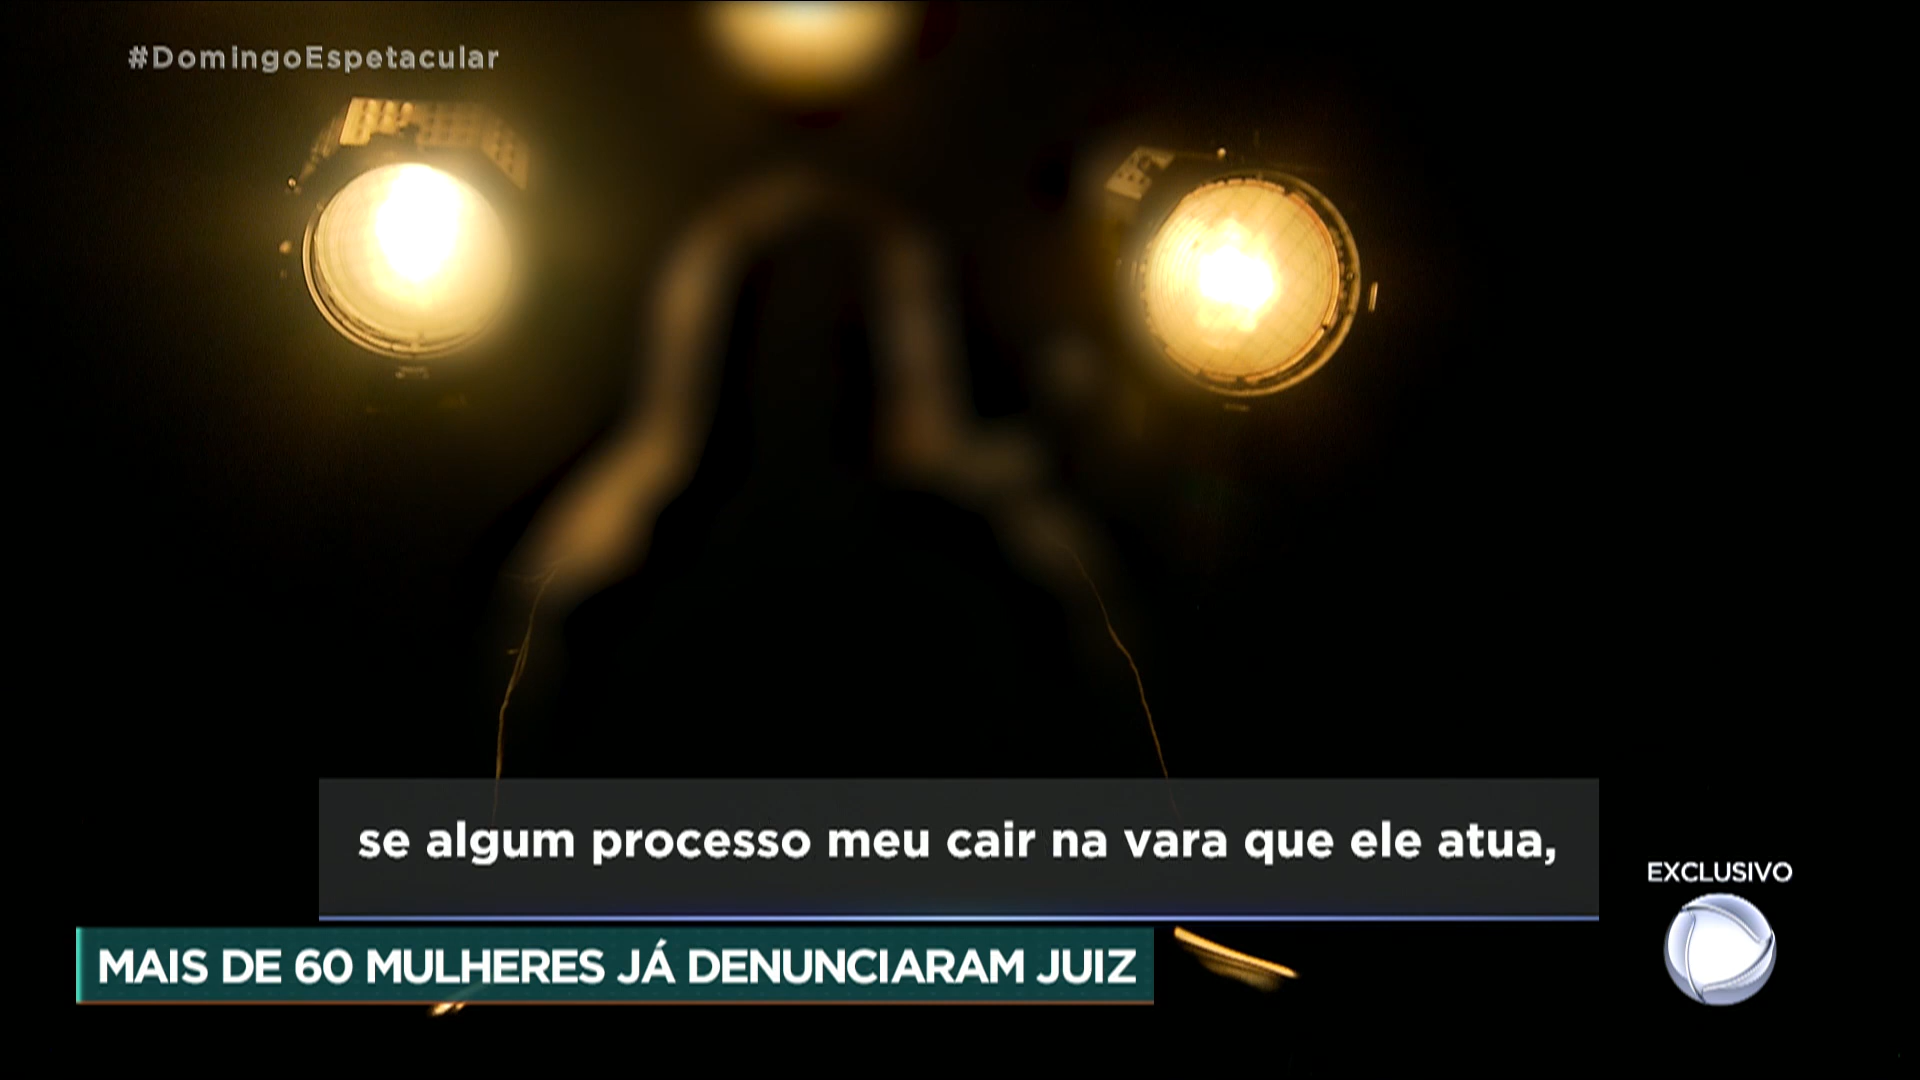 #DomingoEspetacular
se algum processo meu cair na vara que ele atua,
EXCLUSIVO
MAIS DE 60 MULHERES JÁ DENUNCIARAM JUIZ